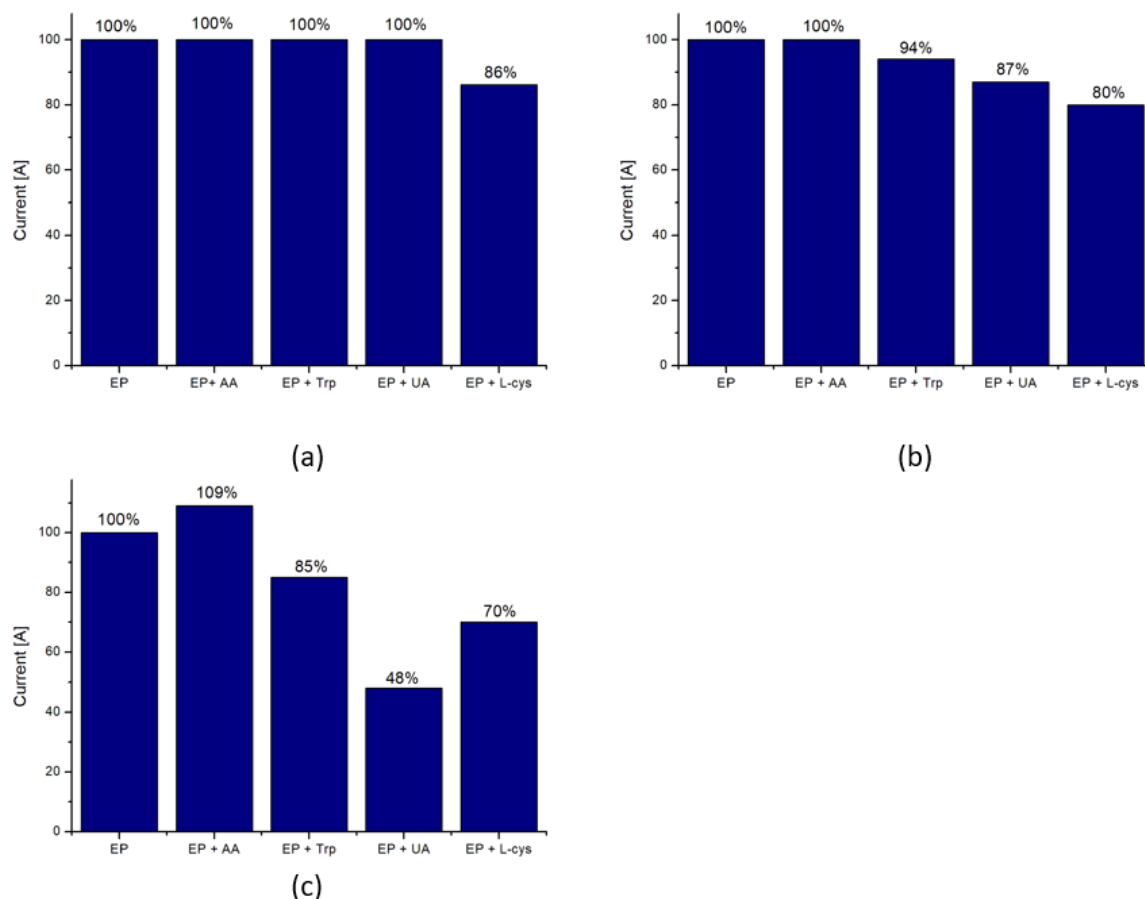 100% 100% 100% 100% 86%
100
80
60
40
20
0
Current [A]
EP EP+ AA EP + Trp EP + UA EP + L-cys
(a)
100% 100% 94% 87% 80%
100
80
60
40
20
0
Current [A]
EP EP + AA EP + Trp EP + UA EP + L-cys
(b)
100% 109% 85% 48% 70%
100
80
60
40
20
0
Current [A]
EP EP + AA EP + Trp EP + UA EP + L-cys
(c)